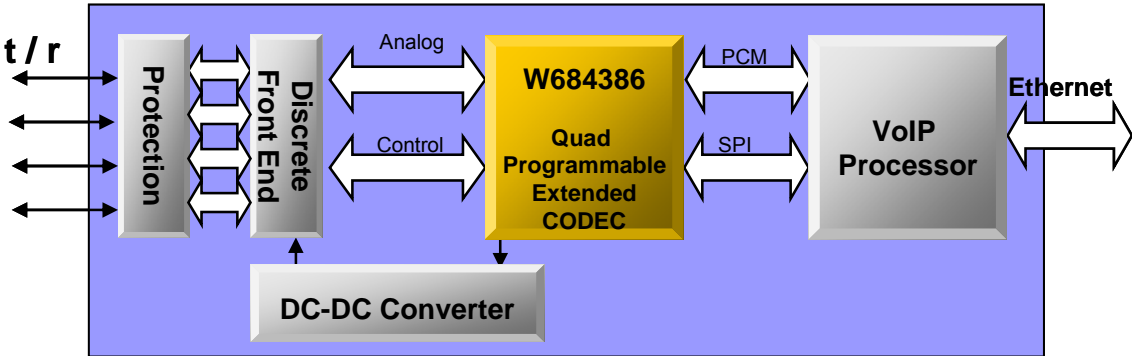 t / r
Protection
Discrete
Front End
Analog
Control
W684386
Quad
Programmable
Extended
CODEC
PCM
SPI
VoIP
Processor
Ethernet
DC-DC Converter